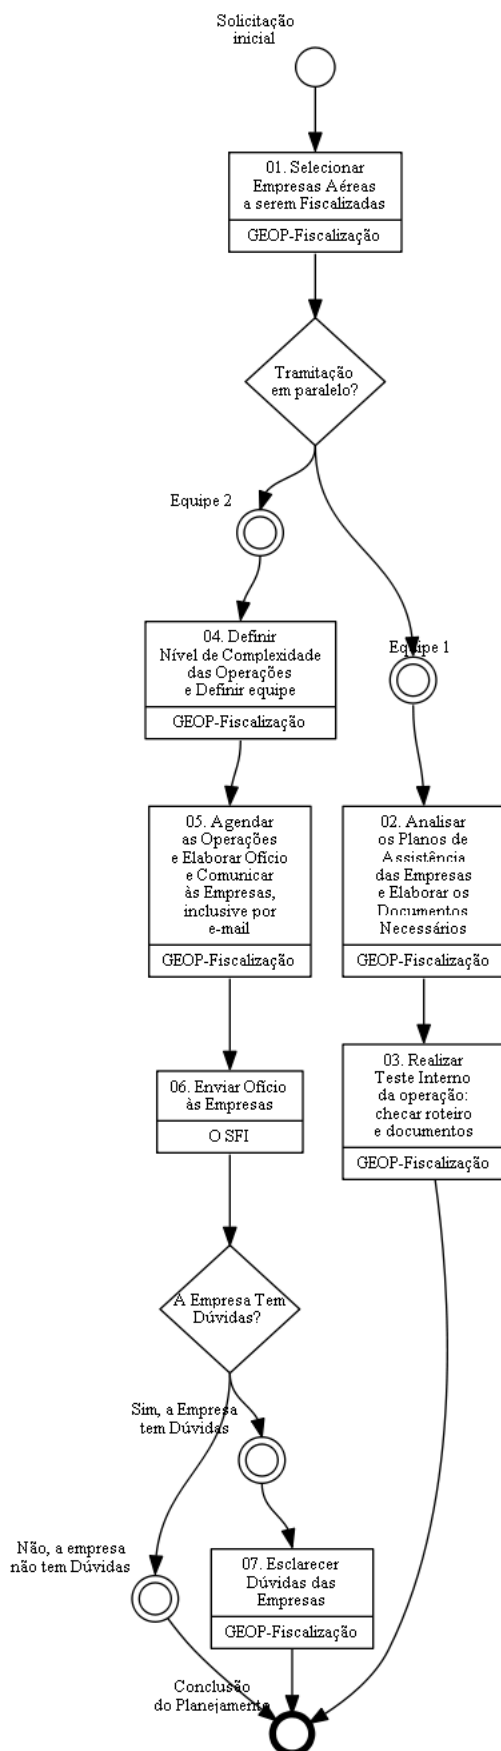 Solicitação
inicial
01. Selecionar
Empresas Aéreas
a serem Fiscalizadas
GEOP-Fiscalização
Tramitação
em paralelo?
Equipe 2
Equipe 1
04. Definir
Nível de Complexidade
das Operações
e Definir equipe
GEOP-Fiscalização
05. Agendar
as Operações
e Elaborar Ofício
e Comunicar
às Empresas,
inclusive por
e-mail
GEOP-Fiscalização
02. Analisar
os Planos de
Assistência
das Empresas
e Elaborar os
Documentos
Necessários
GEOP-Fiscalização
06. Enviar Ofício
às Empresas
O SFI
03. Realizar
Teste Interno
da operação:
checar roteiro
e documentos
GEOP-Fiscalização
A Empresa Tem
Dúvidas?
Sim, a Empresa
tem Dúvidas
Não, a empresa
não tem Dúvidas
07. Esclarecer
Dúvidas das
Empresas
GEOP-Fiscalização
Conclusão
do Planejamento